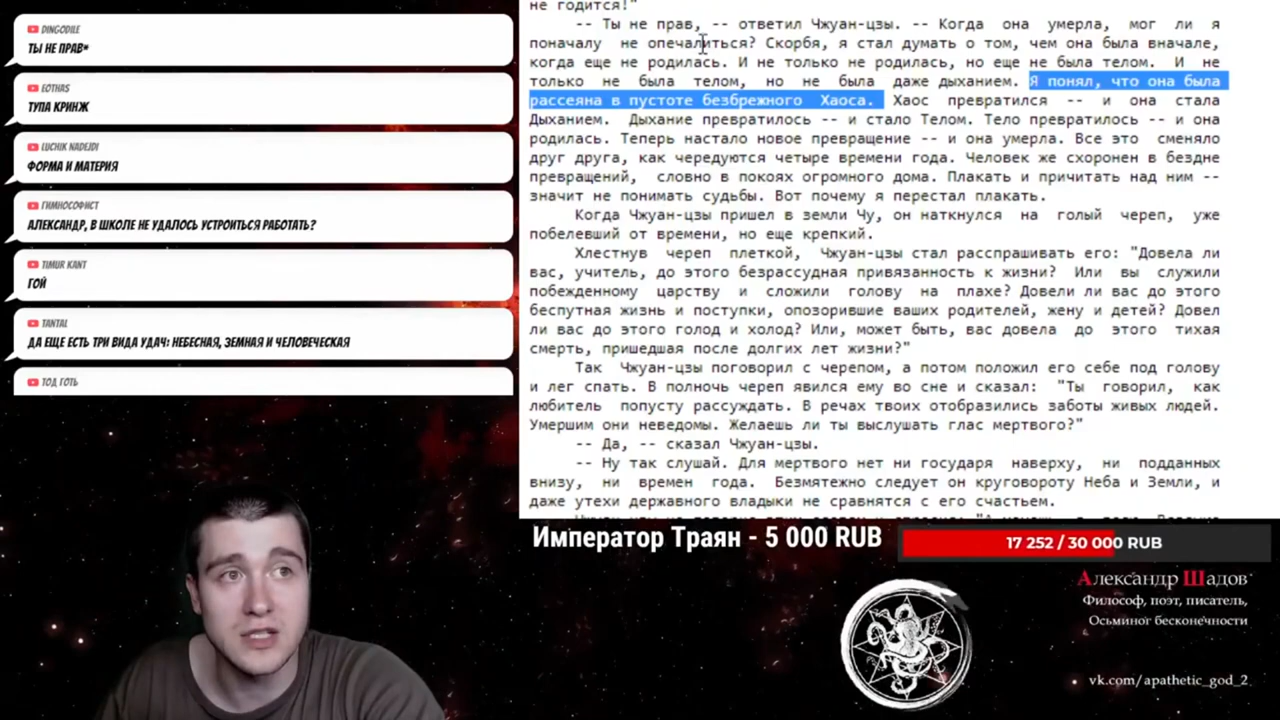 DINGODILE
ТЫ НЕ ПРАВ*
EOTHAS
ТУПА КРИНЖ
LUCHIK NADEJDI
ФОРМА И МАТЕРИЯ
ГИМНОСОФИСТ
АЛЕКСАНДР, В ШКОЛЕ НЕ УДАЛОСЬ УСТРОИТЬСЯ РАБОТАТЬ?
TIMUR KANT
ГОЙ
TANTAL
ДА ЕЩЕ ЕСТЬ ТРИ ВИДА УДАЧ: НЕБЕСНАЯ, ЗЕМНАЯ И ЧЕЛОВЕЧЕСКАЯ
ТОД ГОТЬ
не годится!"
-- Ты не прав, -- ответил Чжуан-цзы. -- Когда она умерла, мог ли я
поначалу не опечалиться? Скорбя, я стал думать о том, чем она была вначале,
когда еще не родилась. И не только не родилась, но еще не была телом. И не
только не была телом, но не была даже дыханием. Я понял, что она была
рассеяна в пустоте безбрежного Хаоса. Хаос превратился -- и она стала
Дыханием. Дыхание превратилось -- и стало Телом. Тело превратилось -- и она
родилась. Теперь настало новое превращение -- и она умерла. Все это сменяло
друг друга, как чередуются четыре времени года. Человек же схоронен в бездне
превращений, словно в покоях огромного дома. Плакать и причитать над ним --
значит не понимать судьбы. Вот почему я перестал плакать.
Когда Чжуан-цзы пришел в земли Чу, он наткнулся на голый череп, уже
побелевший от времени, но еще крепкий.
Хлестнув череп плеткой, Чжуан-цзы стал расспрашивать его: "Довела ли
вас, учитель, до этого безрассудная привязанность к жизни? Или вы служили
побежденному царству и сложили голову на плахе? Довели ли вас до этого
беспутная жизнь и поступки, опозорившие ваших родителей, жену и детей? Довел
ли вас до этого голод и холод? Или, может быть, вас довела до этого тихая
смерть, пришедшая после долгих лет жизни?"
Так Чжуан-цзы поговорил с черепом, а потом положил его себе под голову
и лег спать. В полночь череп явился ему во сне и сказал: "Ты говорил, как
любитель попусту рассуждать. В речах твоих отобразились заботы живых людей.
Умершим они неведомы. Желаешь ли ты выслушать глас мертвого?"
-- Да, -- сказал Чжуан-цзы.
-- Ну так слушай. Для мертвого нет ни государя наверху, ни подданных
внизу, ни времен года. Безмятежно следует он круговороту Неба и Земли, и
даже утехи державного владыки не сравнятся с его счастьем.
Император Траян - 5 000 RUB
17 252 / 30 000 RUB
Александр Шадов
Философ, поэт, писатель,
Осьминог бесконечности
vk.com/apathetic_god_2